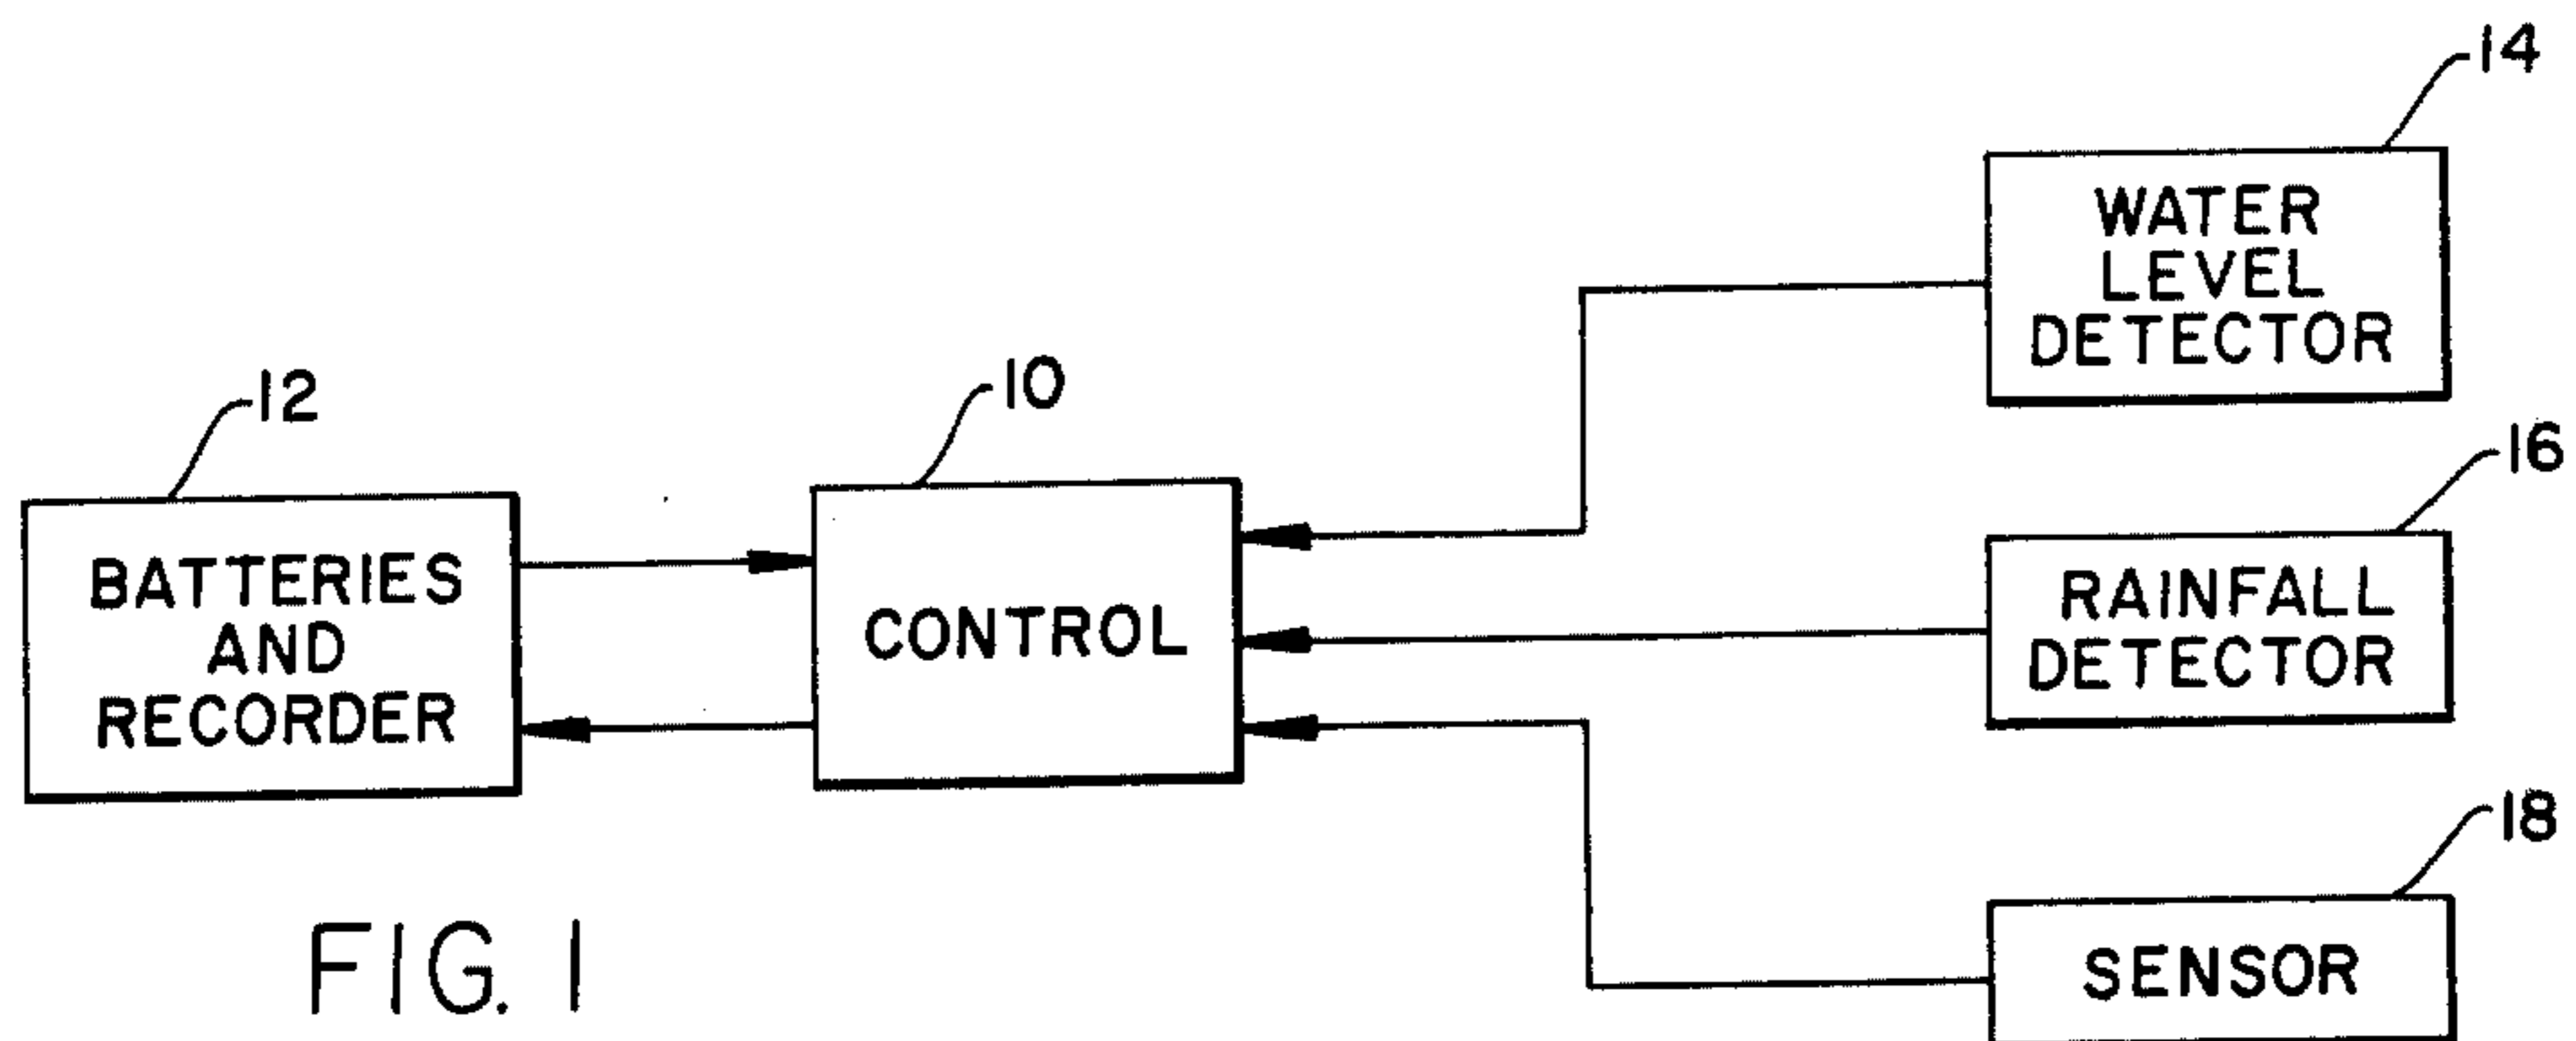 14
WATER
LEVEL
DETECTOR
12
10
16
BATTERIES
AND
RECORDER
CONTROL
RAINFALL
DETECTOR
18
SENSOR
FIG. 1